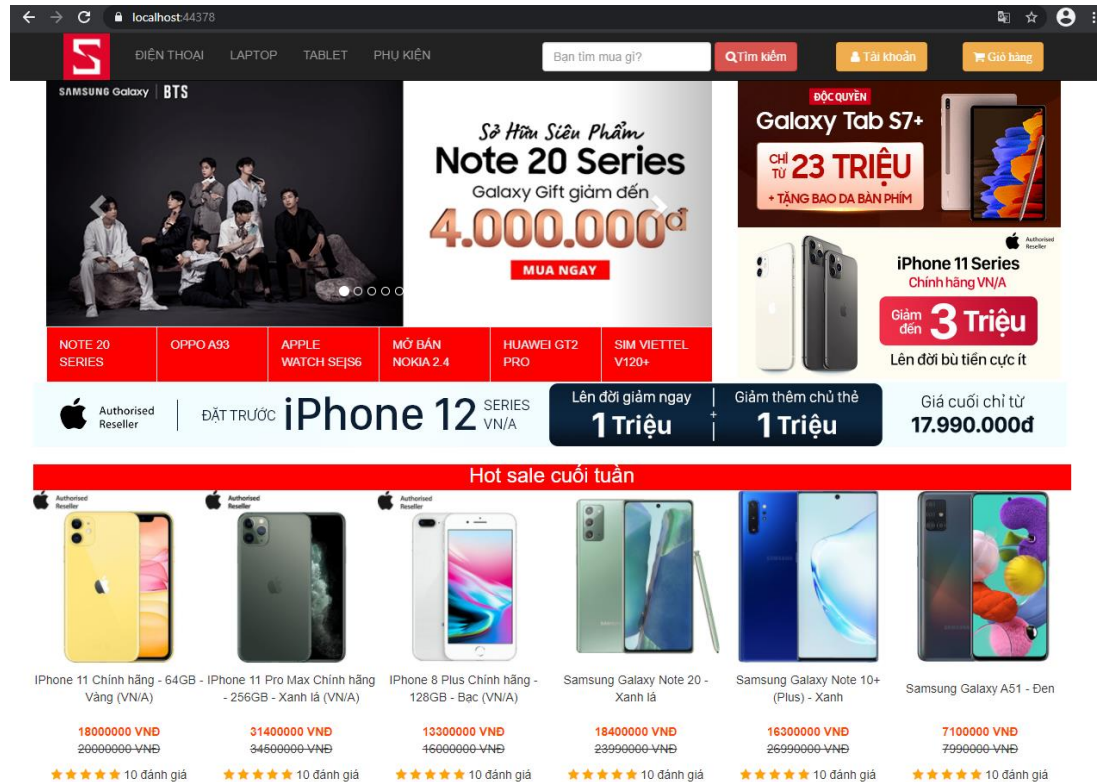 localhost:44378
S ĐIỆN THOẠI LAPTOP TABLET PHỤ KIỆN Bạn tìm mua gì? Tìm kiếm Tài khoản Giỏ hàng
SAMSUNG Galaxy | BTS
Sở Hữu Siêu Phẩm
Note 20 Series
Galaxy Gift giảm đến
4.000.000đ
MUA NGAY
ĐỘC QUYỀN
Galaxy Tab S7+
CHỈ TỪ 23 TRIỆU
+ TẶNG BAO DA BÀN PHÍM
Authorised
Reseller
iPhone 11 Series
Chính hãng VN/A
Giảm đến 3 Triệu
Lên đời bù tiền cực ít
NOTE 20 SERIES
OPPO A93
APPLE WATCH SE|S6
MỞ BÁN NOKIA 2.4
HUAWEI GT2 PRO
SIM VIETTEL V120+
Authorised
Reseller
ĐẶT TRƯỚC iPhone 12 SERIES VN/A
Lên đời giảm ngay
1 Triệu
+
Giảm thêm chủ thẻ
1 Triệu
Giá cuối chỉ từ
17.990.000đ
Hot sale cuối tuần
Authorised
Reseller
Authorised
Reseller
Authorised
Reseller
IPhone 11 Chính hãng - 64GB -
Vàng (VN/A)
18000000 VNĐ
20000000 VNĐ
10 đánh giá
IPhone 11 Pro Max Chính hãng
- 256GB - Xanh lá (VN/A)
31400000 VNĐ
34500000 VNĐ
10 đánh giá
IPhone 8 Plus Chính hãng -
128GB - Bạc (VN/A)
13300000 VNĐ
16000000 VNĐ
10 đánh giá
Samsung Galaxy Note 20 -
Xanh lá
18400000 VNĐ
23990000 VNĐ
10 đánh giá
Samsung Galaxy Note 10+
(Plus) - Xanh
16300000 VNĐ
26990000 VNĐ
10 đánh giá
Samsung Galaxy A51 - Đen
7100000 VNĐ
7990000 VNĐ
10 đánh giá